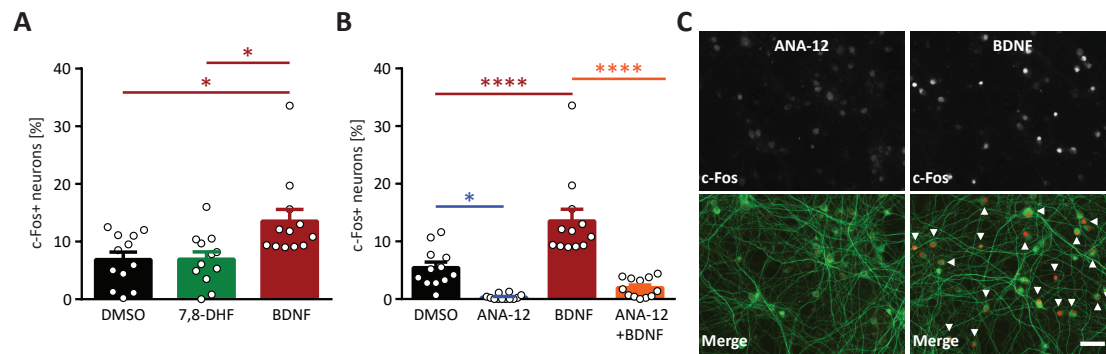 A
c-Fos+ neurons [%]
40
30
20
10
0
*
*
DMSO
7,8-DHF
BDNF
B
c-Fos+ neurons [%]
40
30
20
10
0
****
****
*
DMSO
ANA-12
BDNF
ANA-12
+BDNF
C
ANA-12
BDNF
c-Fos
c-Fos
Merge
Merge